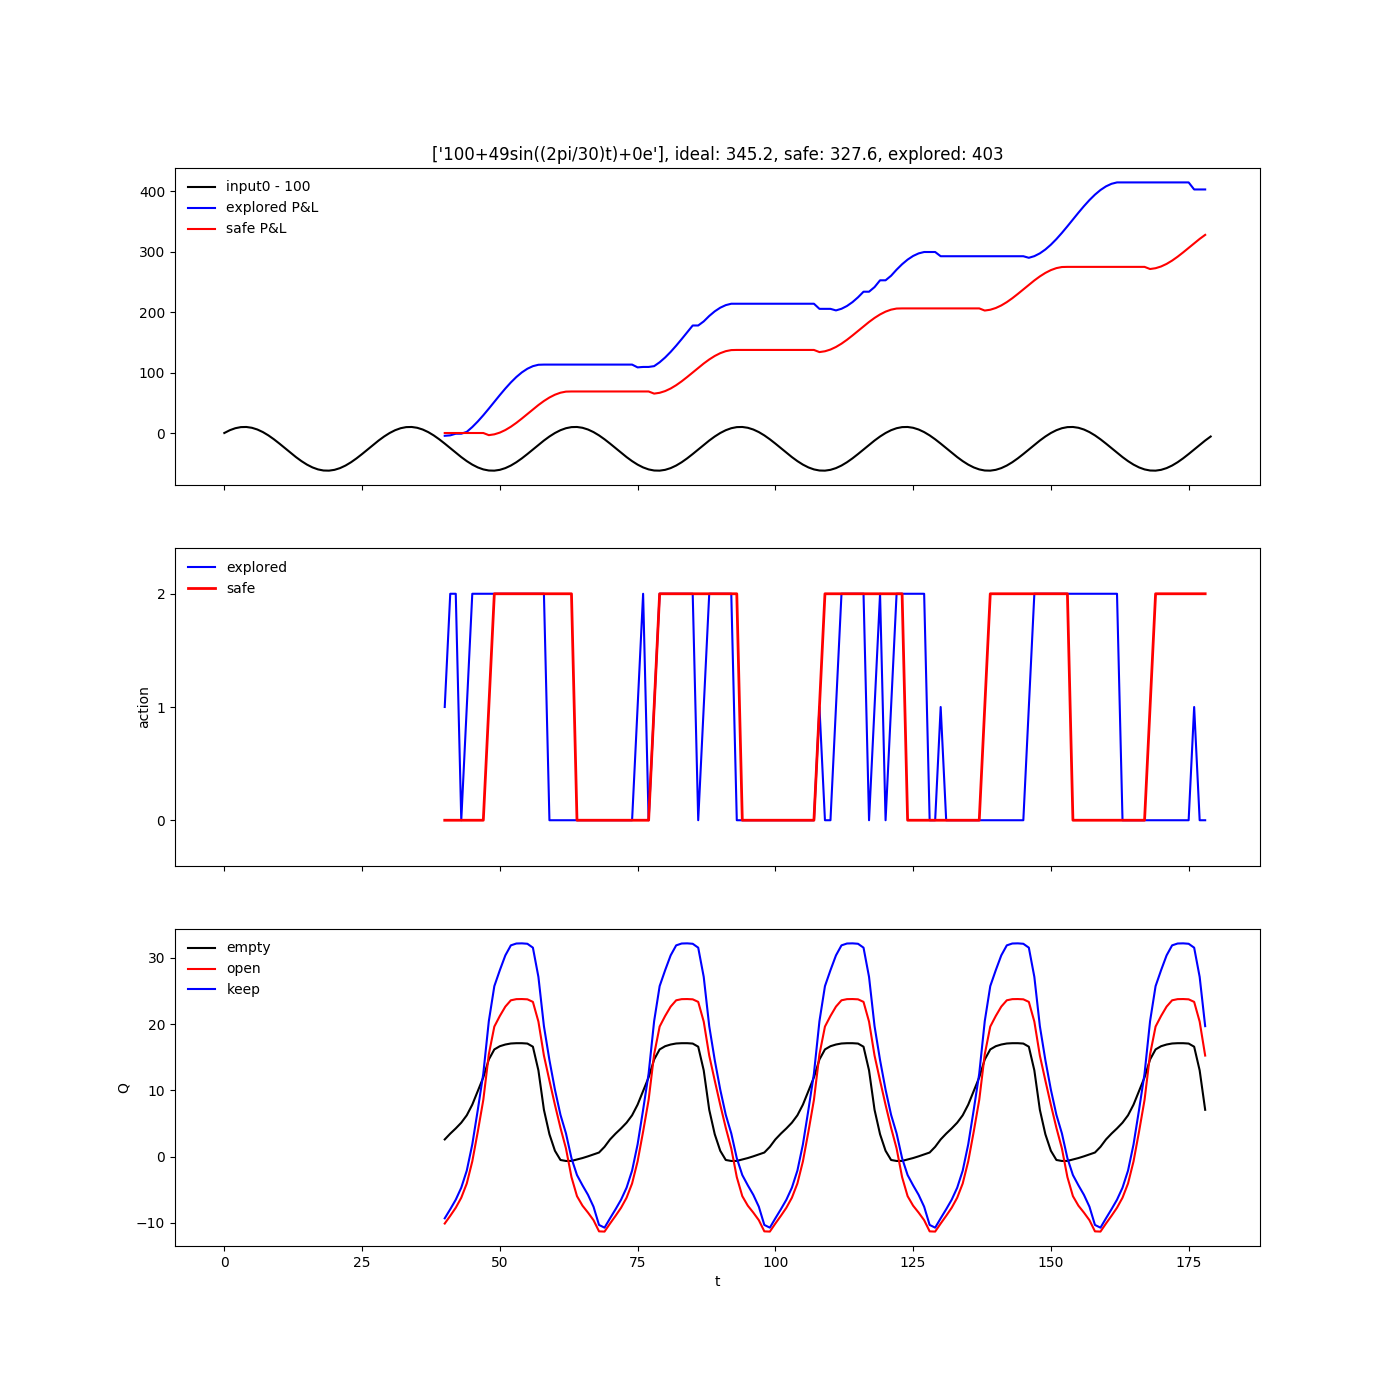 ['100+49sin((2pi/30)t)+0e'], ideal: 345.2, safe: 327.6, explored: 403
input0 - 100
explored P&L
safe P&L
400
300
200
100
0
explored
safe
2
1
0
action
empty
open
keep
30
20
10
0
−10
Q
0 25 50 75 100 125 150 175
t